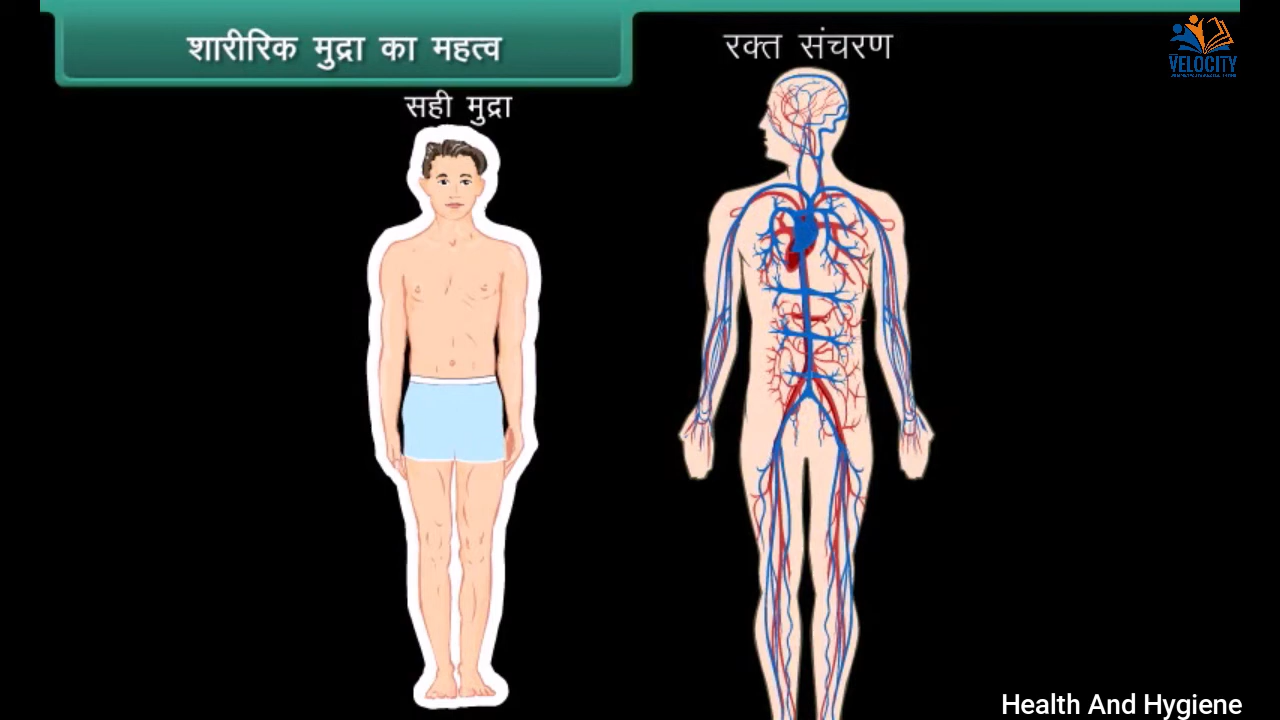 शारीरिक मुद्रा का महत्व
रक्त संचरण
VELOCITY
सही मुद्रा
Health And Hygiene